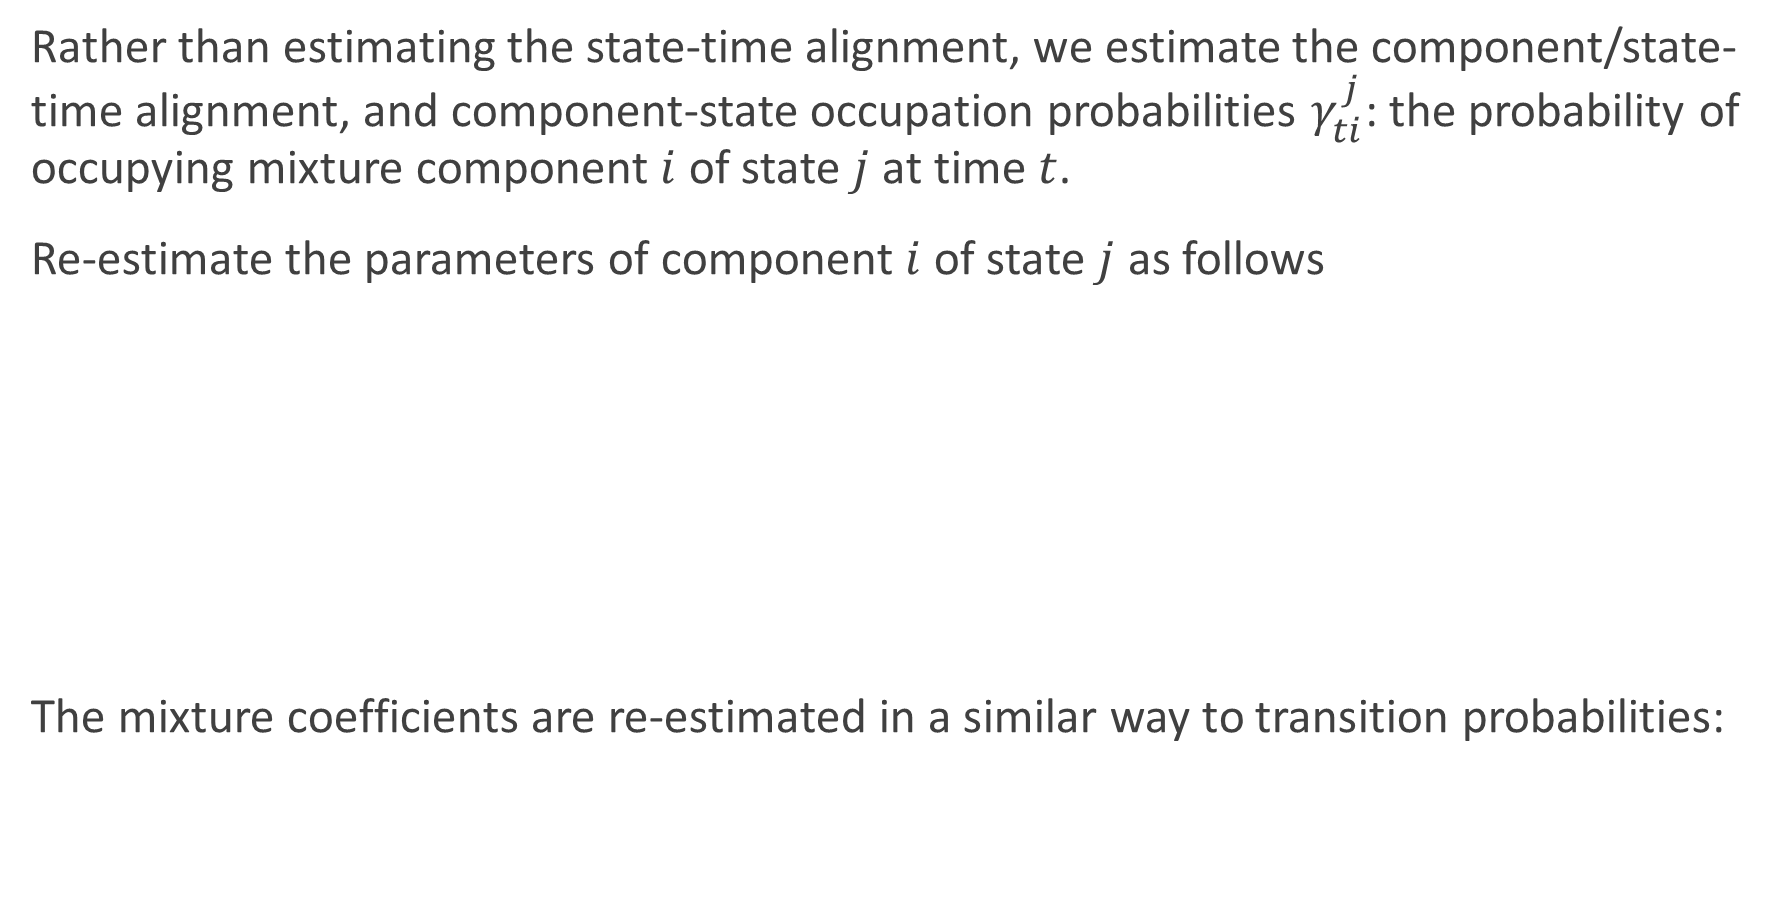 Rather than estimating the state-time alignment, we estimate the component/state-
time alignment, and component-state occupation probabilities γ_{ti}^{j}: the probability of
occupying mixture component i of state j at time t.
Re-estimate the parameters of component i of state j as follows
The mixture coefficients are re-estimated in a similar way to transition probabilities: